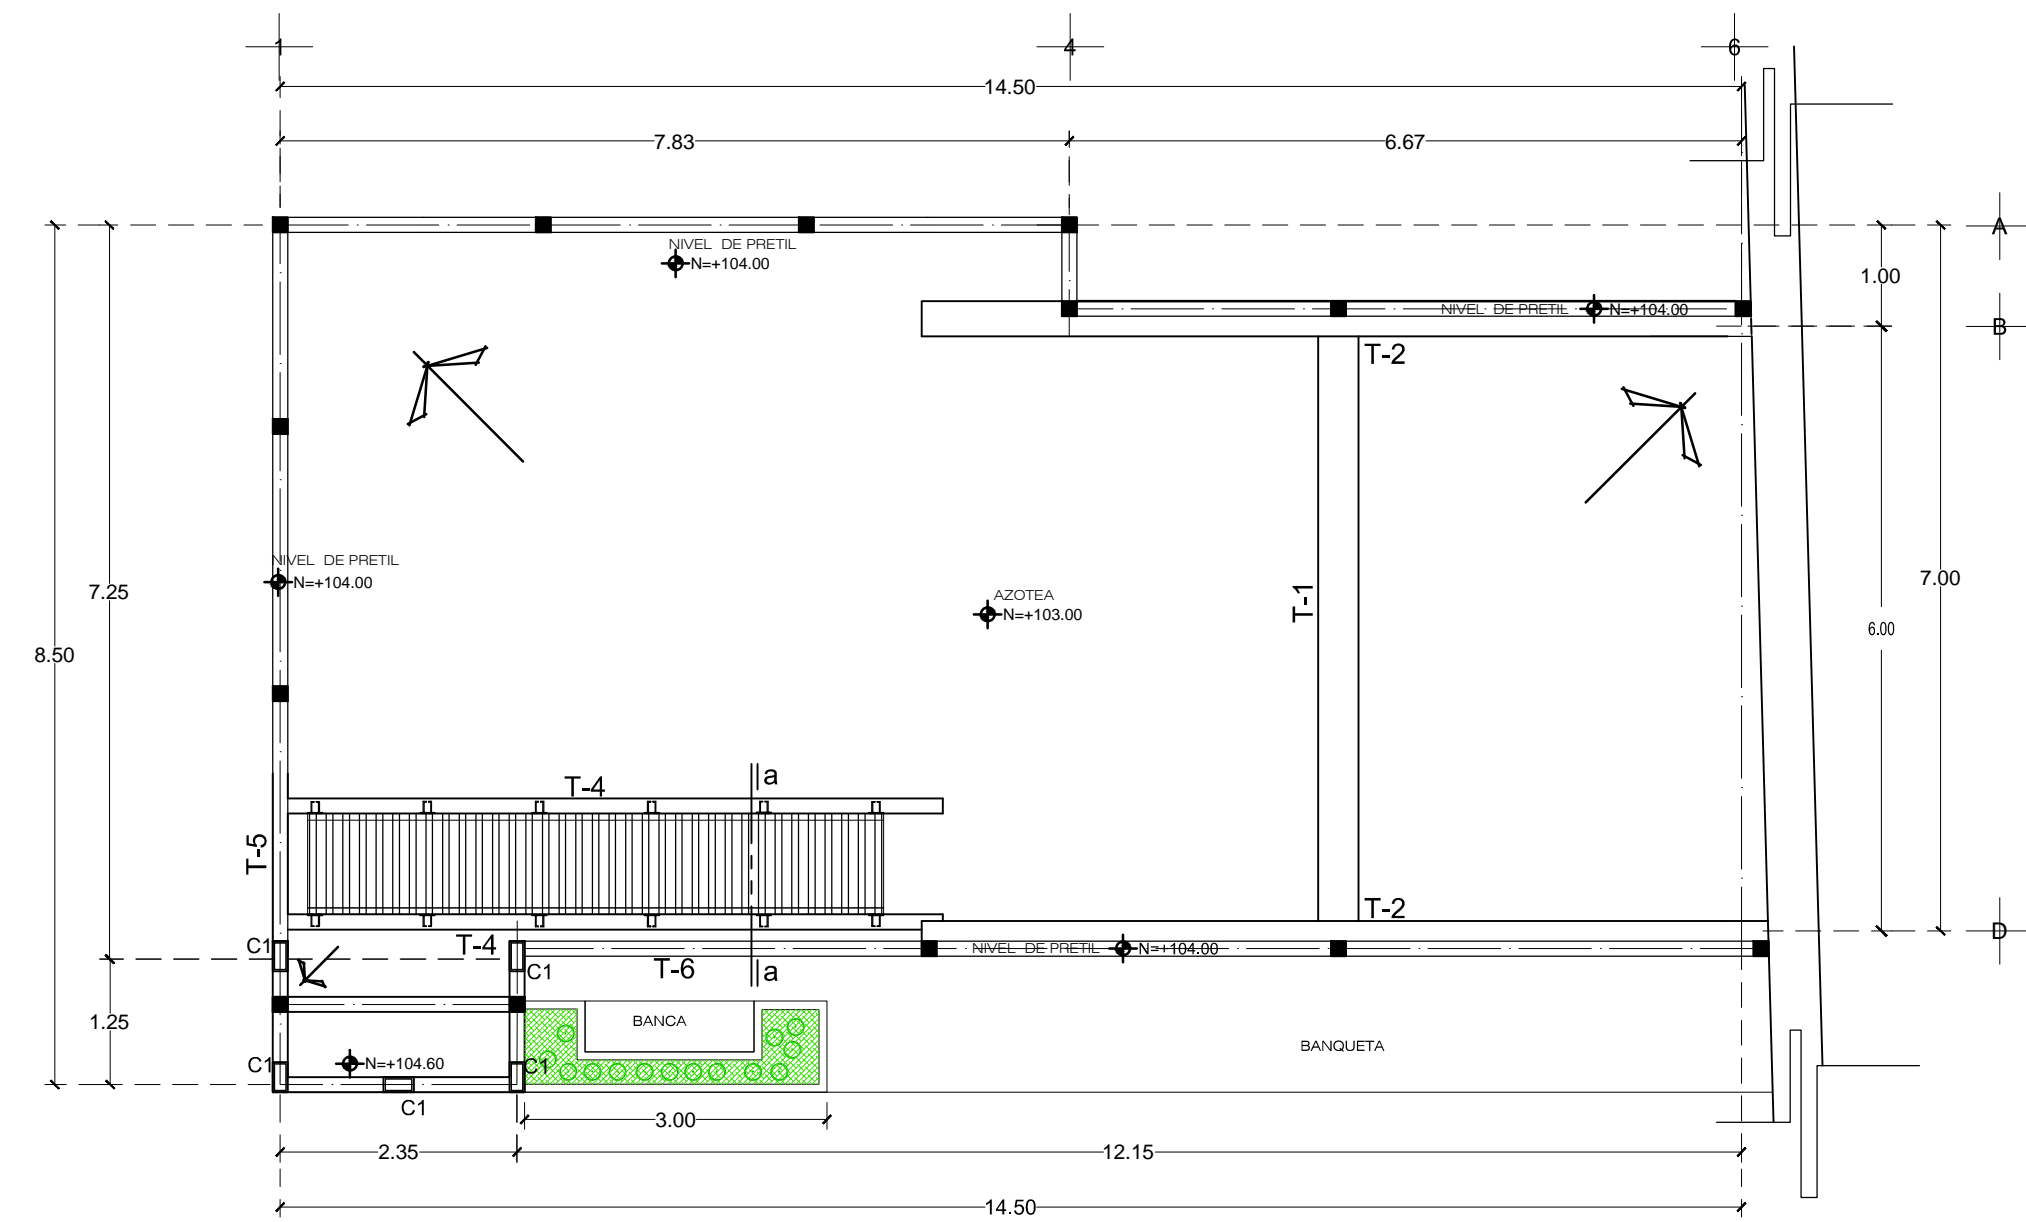 1
4
6
14.50
7.83
6.67
A
NIVEL DE PRETIL
N=+104.00
1.00
NIVEL DE PRETIL
N=+104.00
B
T-2
NIVEL DE PRETIL
N=+104.00
7.25
7.00
AZOTEA
N=+103.00
T-1
6.00
8.50
a
T-4
T-5
T-2
D
C1
T-4
NIVEL DE PRETIL
N=+104.00
C1
T-6
a
1.25
BANCA
BANQUETA
C1
N=+104.60
C1
C1
3.00
2.35
12.15
14.50